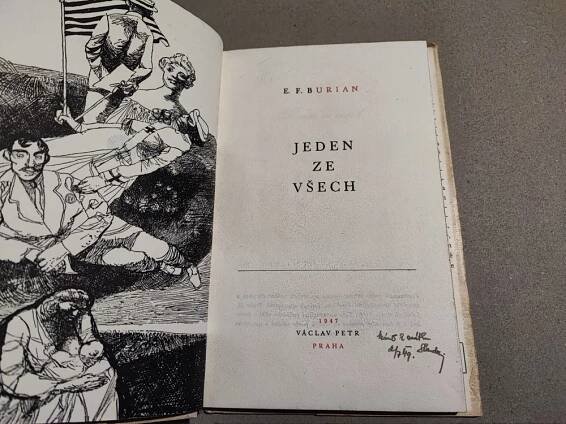 E. F. BURIAN
JEDEN
ZE
VŠECH
1947
VÁCLAV PETR
PRAHA